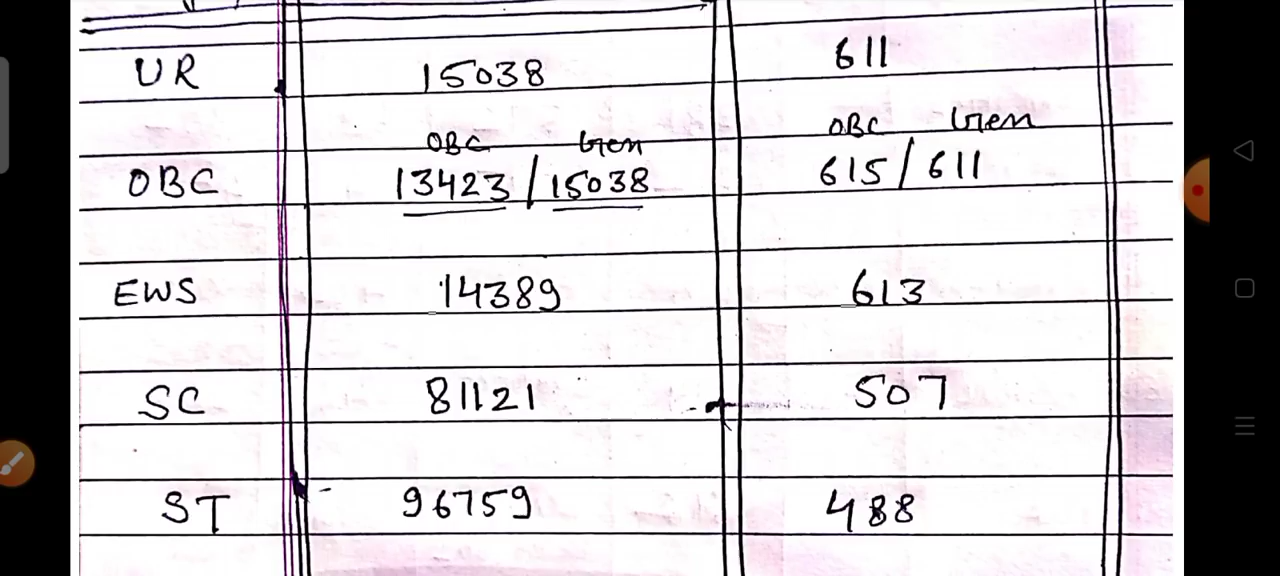 UR 15038 611
OBC Gen OBC Gen
OBC 13423 / 15038 615 / 611
EWS 14389 613
SC 81121 507
ST 96759 488